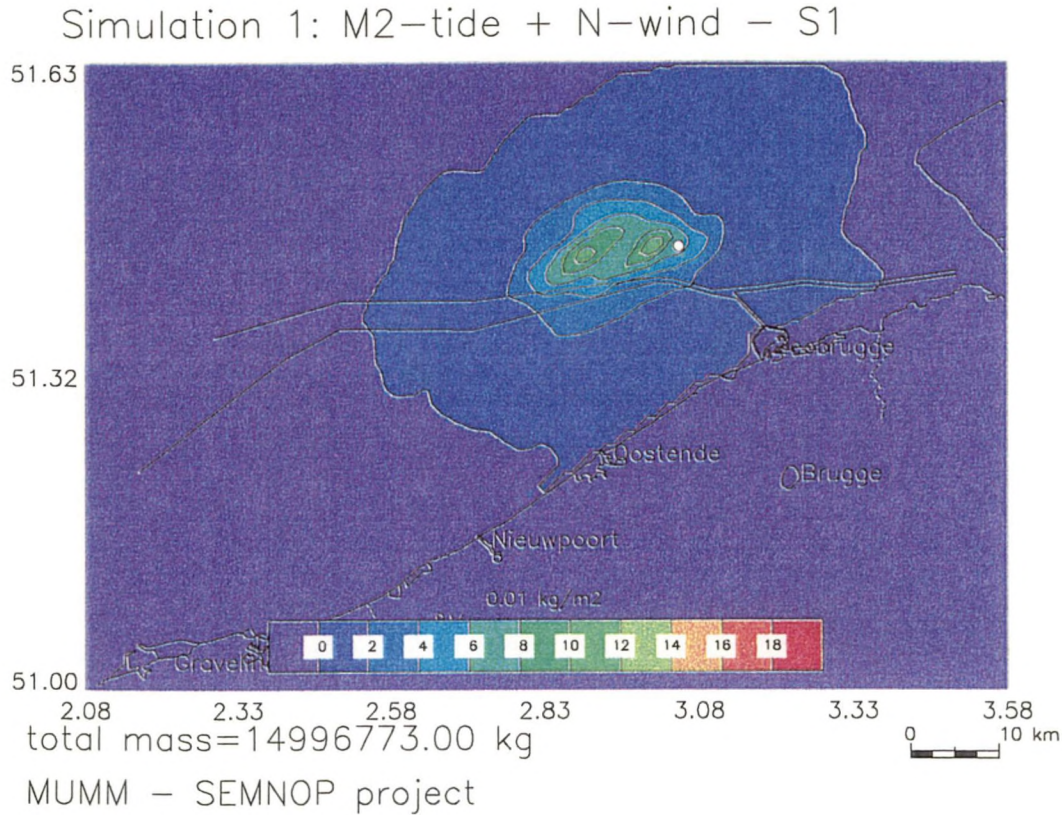 Simulation 1: M2-tide + N-wind - S1
51.63
51.32
Zeebrugge
Oostende
Brugge
Nieuwpoort
0.01 kg/m2
0 2 4 6 8 10 12 14 16 18
51.00
2.08 2.33 2.58 2.83 3.08 3.33 3.58
total mass=14996773.00 kg
0 10 km
MUMM - SEMNOP project